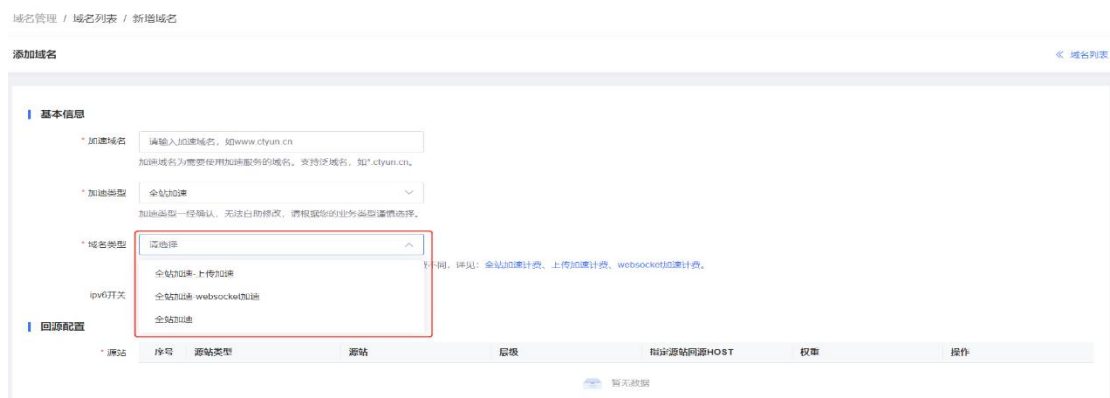 域名管理 / 域名列表 / 新增域名
添加域名
≪ 域名列表
基本信息
* 加速域名 请输入加速域名，如www.ctyun.cn
加速域名为需要使用加速服务的域名。支持泛域名，如*.ctyun.cn。
* 加速类型 全站加速
加速类型一经确认，无法自助修改，请根据您的业务类型谨慎选择。
* 域名类型 请选择
不同，详见：全站加速计费、上传加速计费、websocket加速计费。
全站加速-上传加速
ipv6开关 全站加速-websocket加速
全站加速
回源配置
* 源站 序号 源站类型 源站 层级 指定源站回源HOST 权重 操作
暂无数据